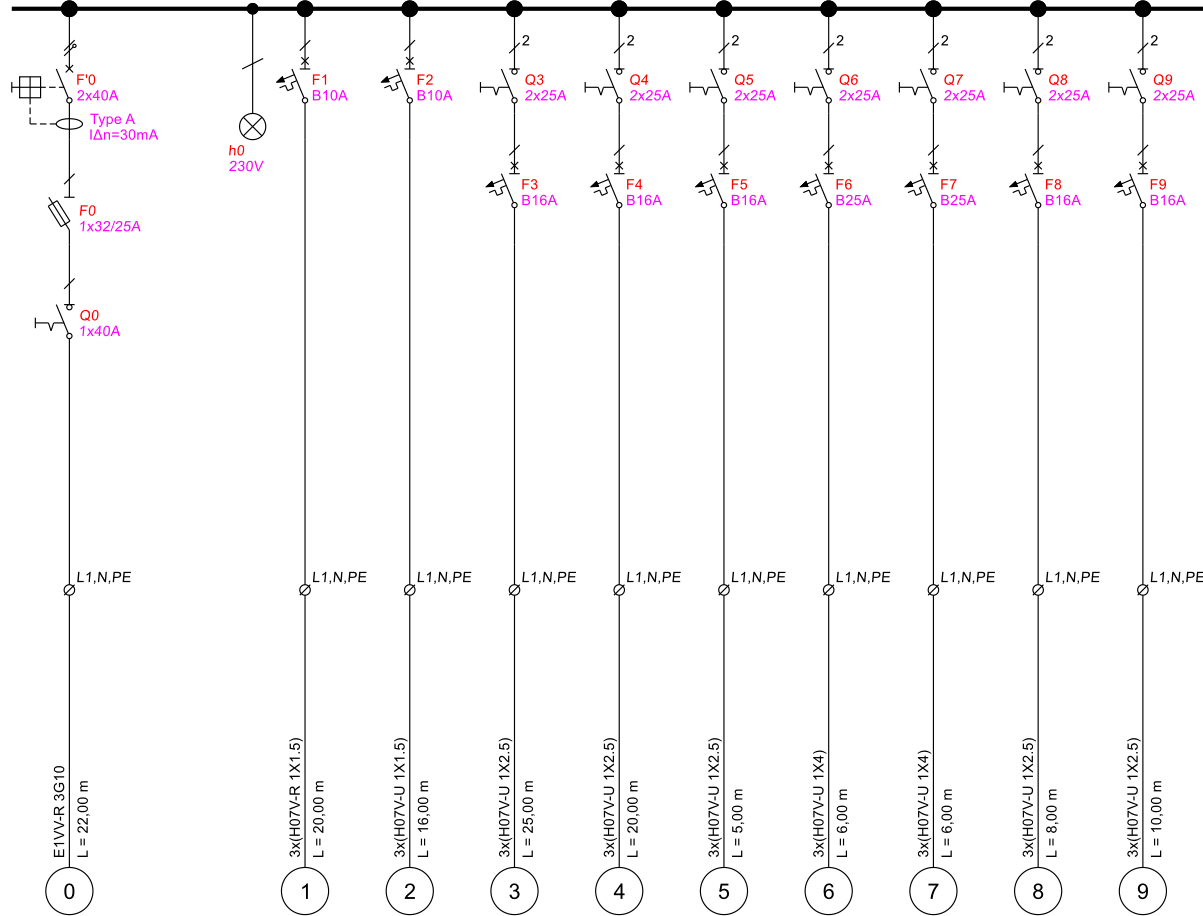 2
2
2
2
2
2
2
F'0
2x40A
Type A
IΔn=30mA
h0
230V
F1
B10A
F2
B10A
Q3
2x25A
Q4
2x25A
Q5
2x25A
Q6
2x25A
Q7
2x25A
Q8
2x25A
Q9
2x25A
F0
1x32/25A
F3
B16A
F4
B16A
F5
B16A
F6
B25A
F7
B25A
F8
B16A
F9
B16A
Q0
1x40A
L1,N,PE
L1,N,PE
L1,N,PE
L1,N,PE
L1,N,PE
L1,N,PE
L1,N,PE
L1,N,PE
L1,N,PE
L1,N,PE
E1VV-R 3G10
L = 22,00 m
3x(H07V-R 1X1.5)
L = 20,00 m
3x(H07V-U 1X1.5)
L = 16,00 m
3x(H07V-U 1X2.5)
L = 25,00 m
3x(H07V-U 1X2.5)
L = 20,00 m
3x(H07V-U 1X2.5)
L = 5,00 m
3x(H07V-U 1X4)
L = 6,00 m
3x(H07V-U 1X4)
L = 6,00 m
3x(H07V-U 1X2.5)
L = 8,00 m
3x(H07V-U 1X2.5)
L = 10,00 m
0
1
2
3
4
5
6
7
8
9